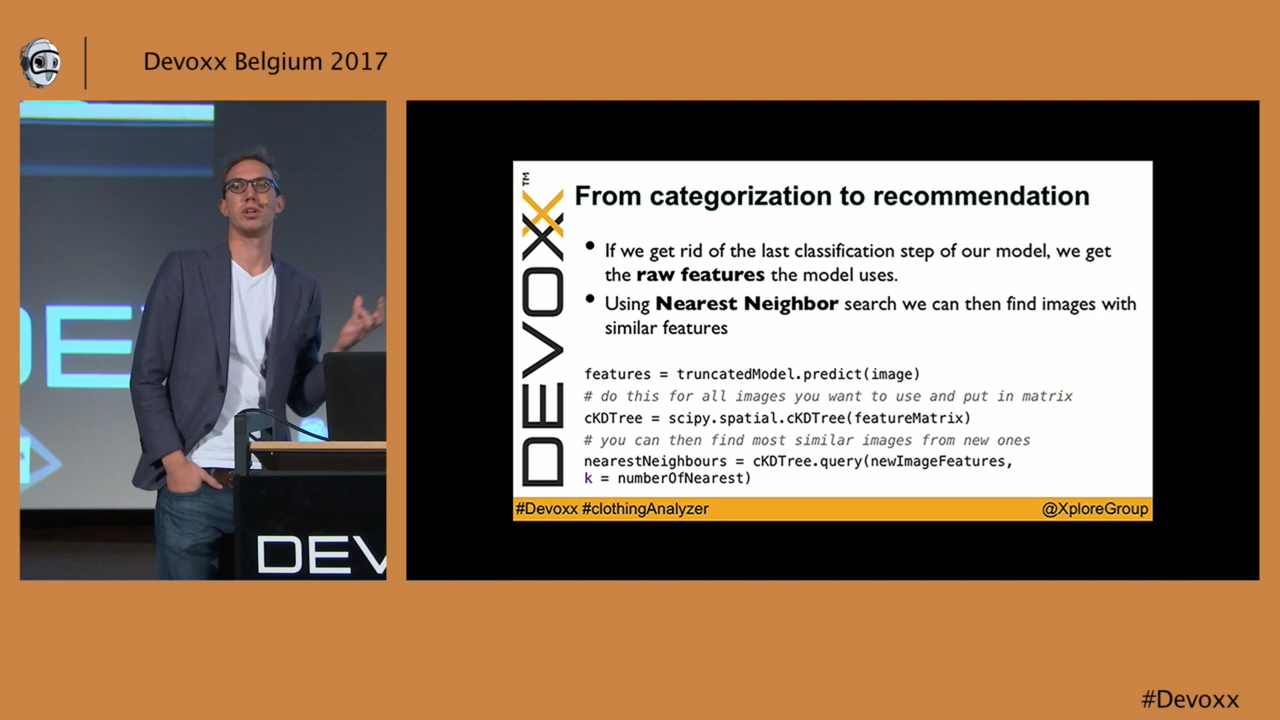 Devoxx Belgium 2017
DEVOXX™
From categorization to recommendation
• If we get rid of the last classification step of our model, we get
the raw features the model uses.
• Using Nearest Neighbor search we can then find images with
similar features
features = truncatedModel.predict(image)
# do this for all images you want to use and put in matrix
cKDTree = scipy.spatial.cKDTree(featureMatrix)
# you can then find most similar images from new ones
nearestNeighbours = cKDTree.query(newImageFeatures,
k = numberOfNearest)
#Devoxx #clothingAnalyzer
@XploreGroup
DE
DEV
#Devoxx